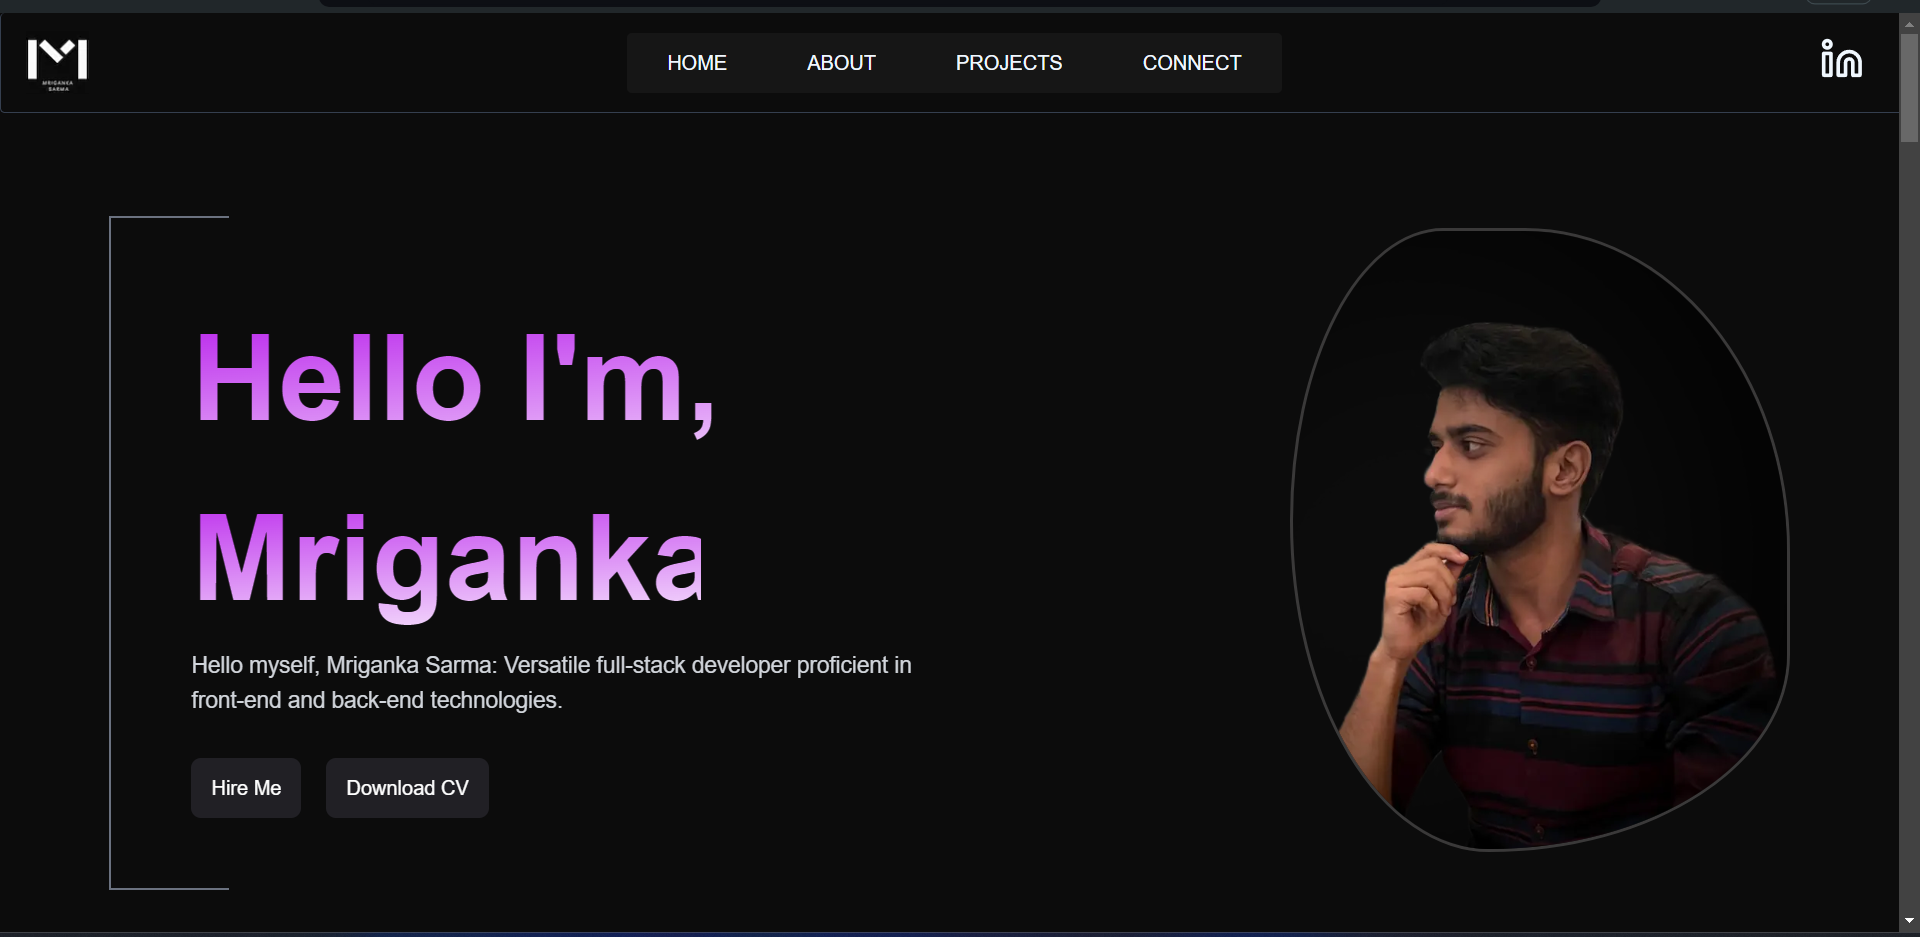 MRIGANKA
SARMA
HOME
ABOUT
PROJECTS
CONNECT
in
Hello I'm,
Mriganka
Hello myself, Mriganka Sarma: Versatile full-stack developer proficient in
front-end and back-end technologies.
Hire Me
Download CV